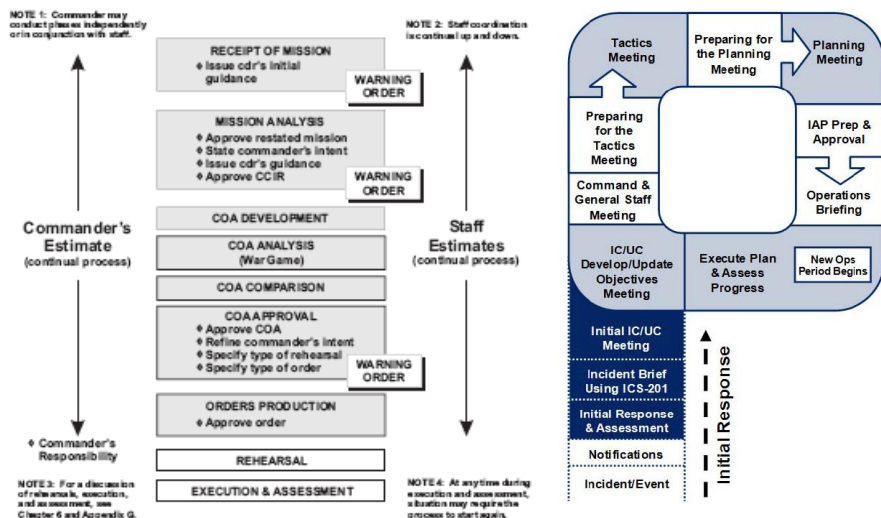 NOTE 1: Commander may
conduct phases independently
or in conjunction with staff.
NOTE 2: Staff coordination
is continual up and down.
RECEIPT OF MISSION
♦ Issue cdr's initial
guidance
WARNING
ORDER
MISSION ANALYSIS
♦ Approve restated mission
♦ State commander's intent
♦ Issue cdr's guidance
♦ Approve CCIR
WARNING
ORDER
Commander's
Estimate
(continual process)
Staff
Estimates
(continual process)
COA DEVELOPMENT
COA ANALYSIS
(War Game)
COA COMPARISON
COA APPROVAL
♦ Approve COA
♦ Refine commander's intent
♦ Specify type of rehearsal
♦ Specify type of order
WARNING
ORDER
ORDERS PRODUCTION
♦ Approve order
♦ Commander's
Responsibility
REHEARSAL
EXECUTION & ASSESSMENT
NOTE 3: For a discussion
of rehearsals, execution,
and assessment, see
Chapter 6 and Appendix G.
NOTE 4: At any time during
execution and assessment,
situation may require the
process to start again.
Tactics
Meeting
Preparing for
the Planning
Meeting
Planning
Meeting
Preparing
for the
Tactics
Meeting
IAP Prep &
Approval
Command &
General Staff
Meeting
Operations
Briefing
IC/UC
Develop/Update
Objectives
Meeting
Execute Plan
& Assess
Progress
New Ops
Period Begins
Initial IC/UC
Meeting
Incident Brief
Using ICS-201
Initial Response
& Assessment
Notifications
Incident/Event
Initial Response